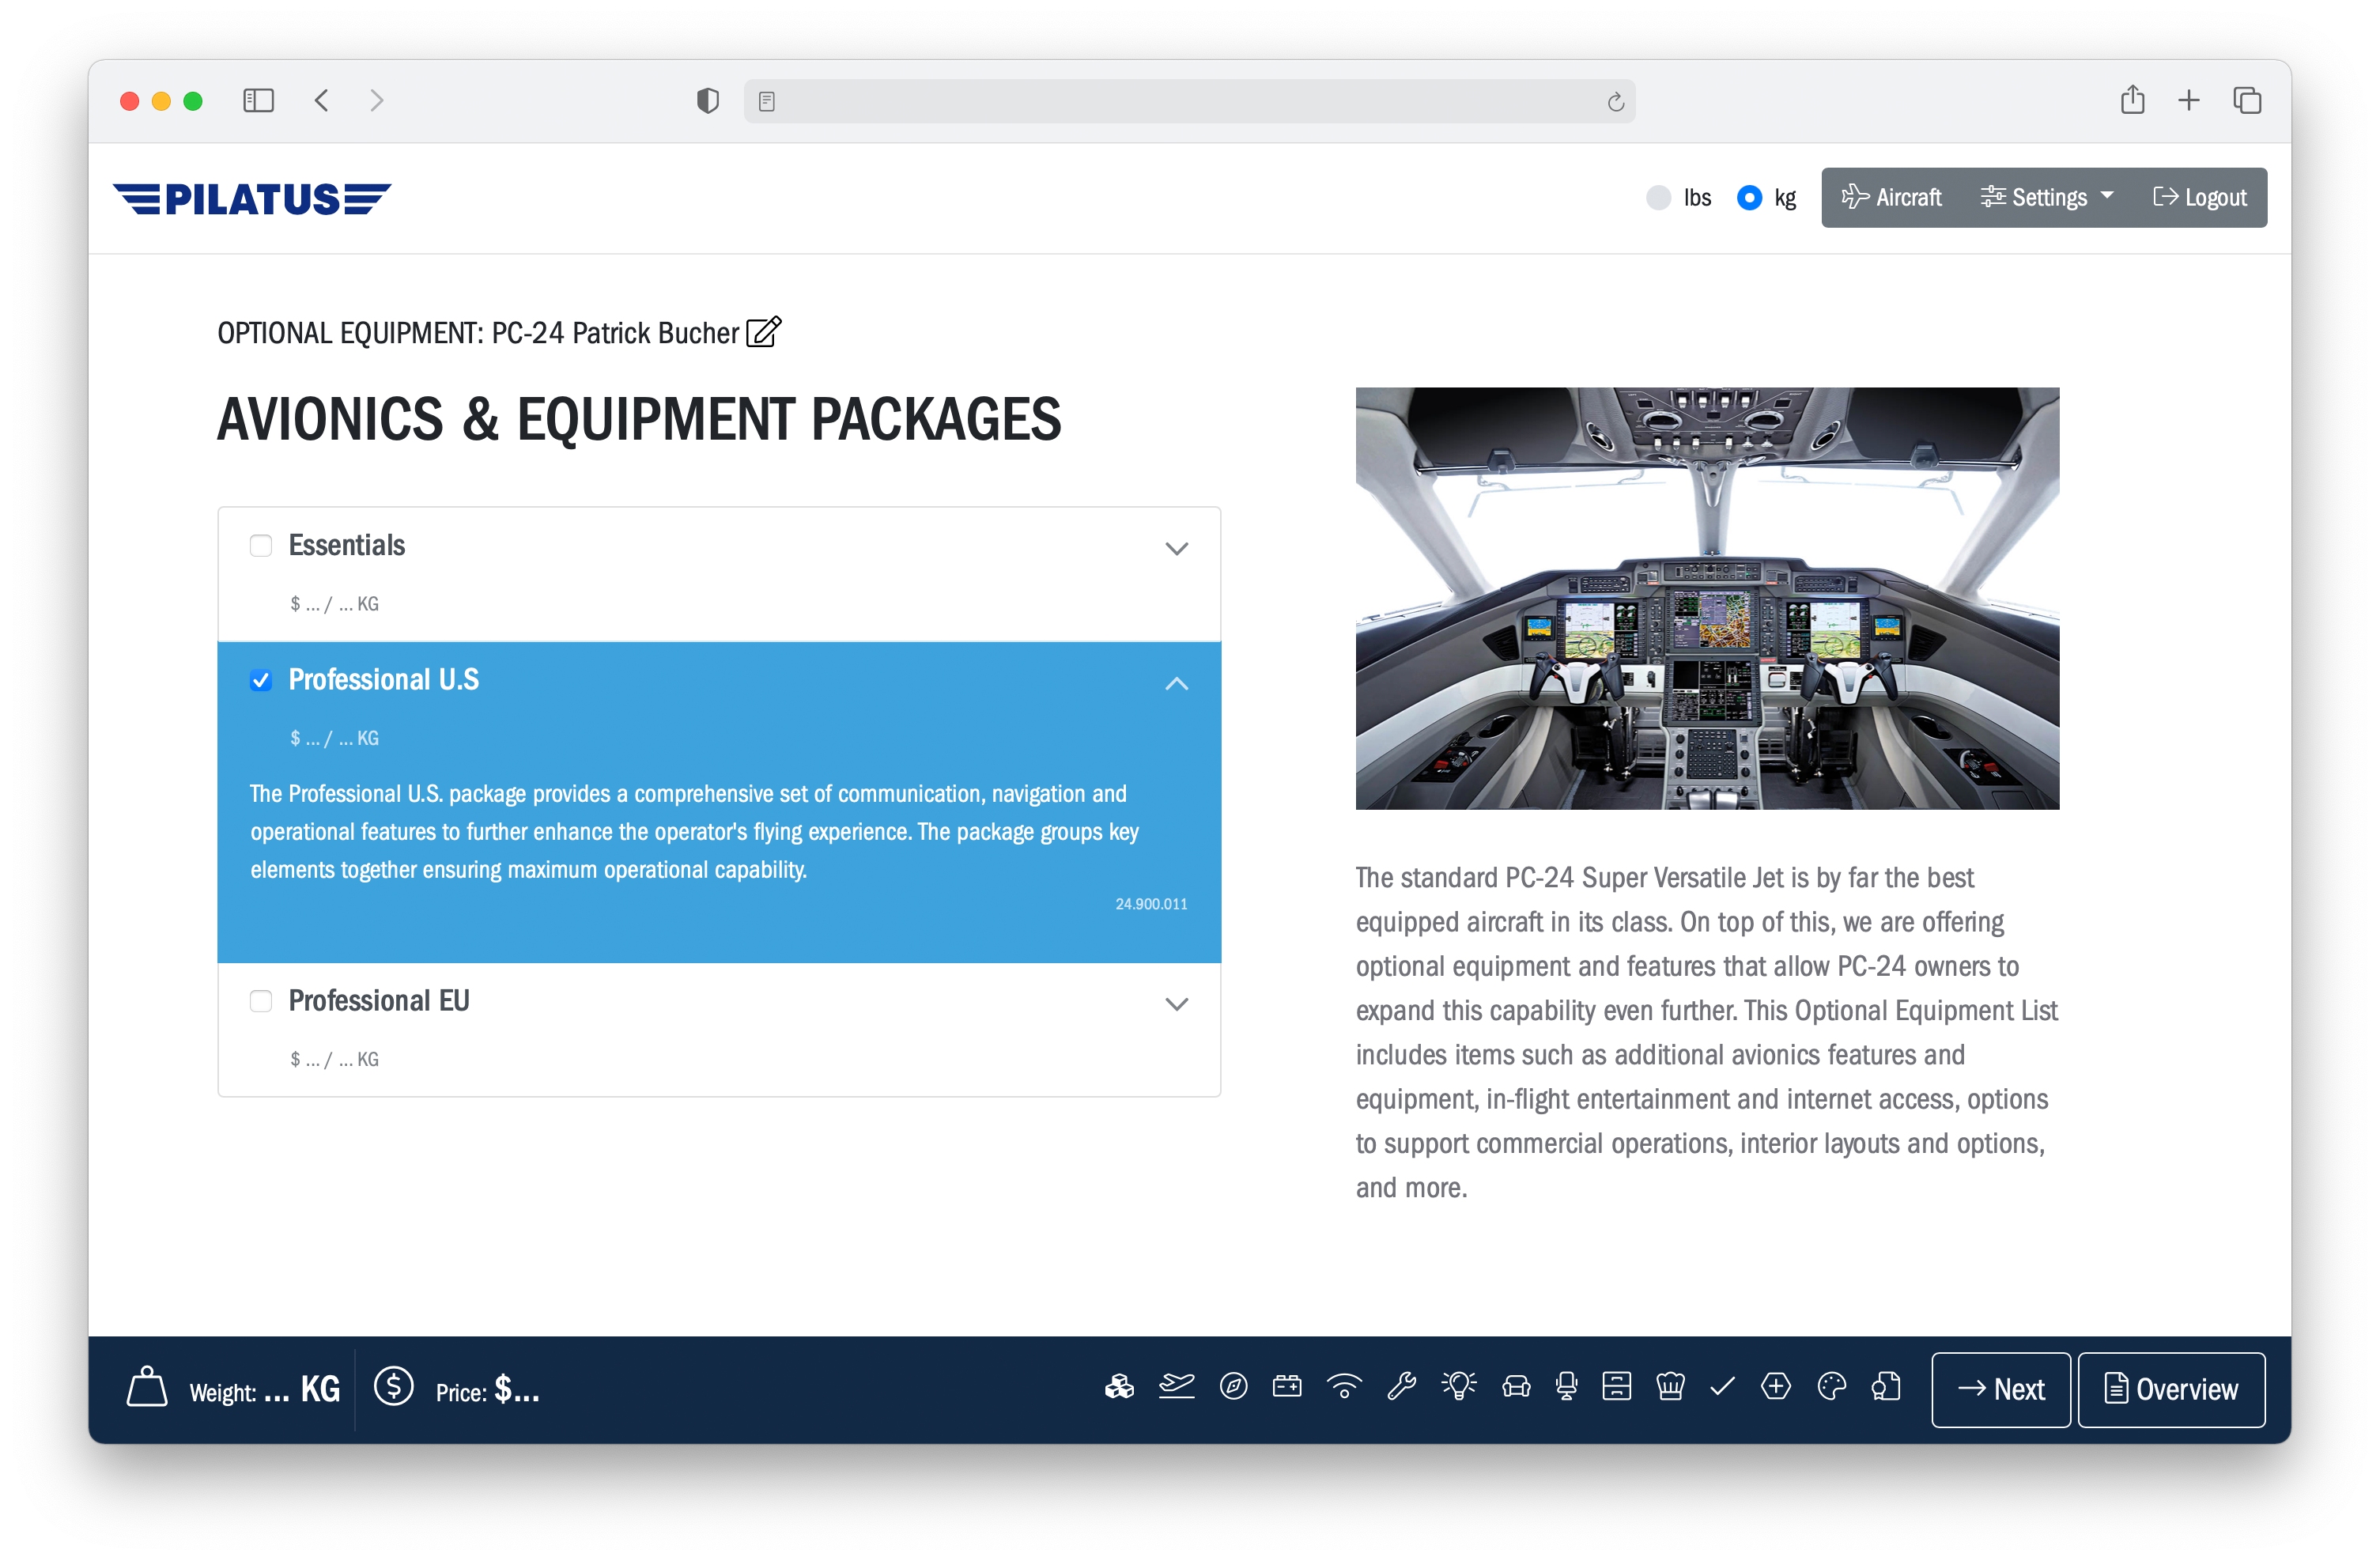 PILATUS
lbs
kg
Aircraft
Settings
Logout
OPTIONAL EQUIPMENT: PC-24 Patrick Bucher
AVIONICS & EQUIPMENT PACKAGES
Essentials
$ ... / ... KG
Professional U.S
$ ... / ... KG
The Professional U.S. package provides a comprehensive set of communication, navigation and
operational features to further enhance the operator's flying experience. The package groups key
elements together ensuring maximum operational capability.
24.900.011
Professional EU
$ ... / ... KG
The standard PC-24 Super Versatile Jet is by far the best
equipped aircraft in its class. On top of this, we are offering
optional equipment and features that allow PC-24 owners to
expand this capability even further. This Optional Equipment List
includes items such as additional avionics features and
equipment, in-flight entertainment and internet access, options
to support commercial operations, interior layouts and options,
and more.
Weight: ... KG
Price: $...
Next
Overview